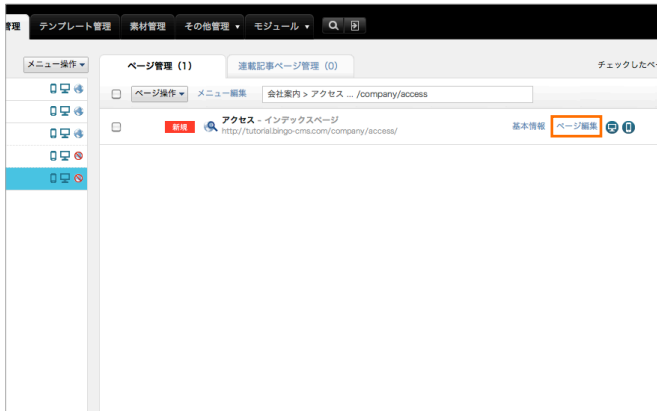 管理 テンプレート管理 素材管理 その他管理 ▼ モジュール ▼
メニュー操作 ▼
ページ管理（1） 連載記事ページ管理（0） チェックしたペー
ページ操作 ▼ メニュー編集 会社案内 > アクセス ... /company/access
新規 アクセス - インデックスページ 基本情報 ページ編集
http://tutorial.bingo-cms.com/company/access/